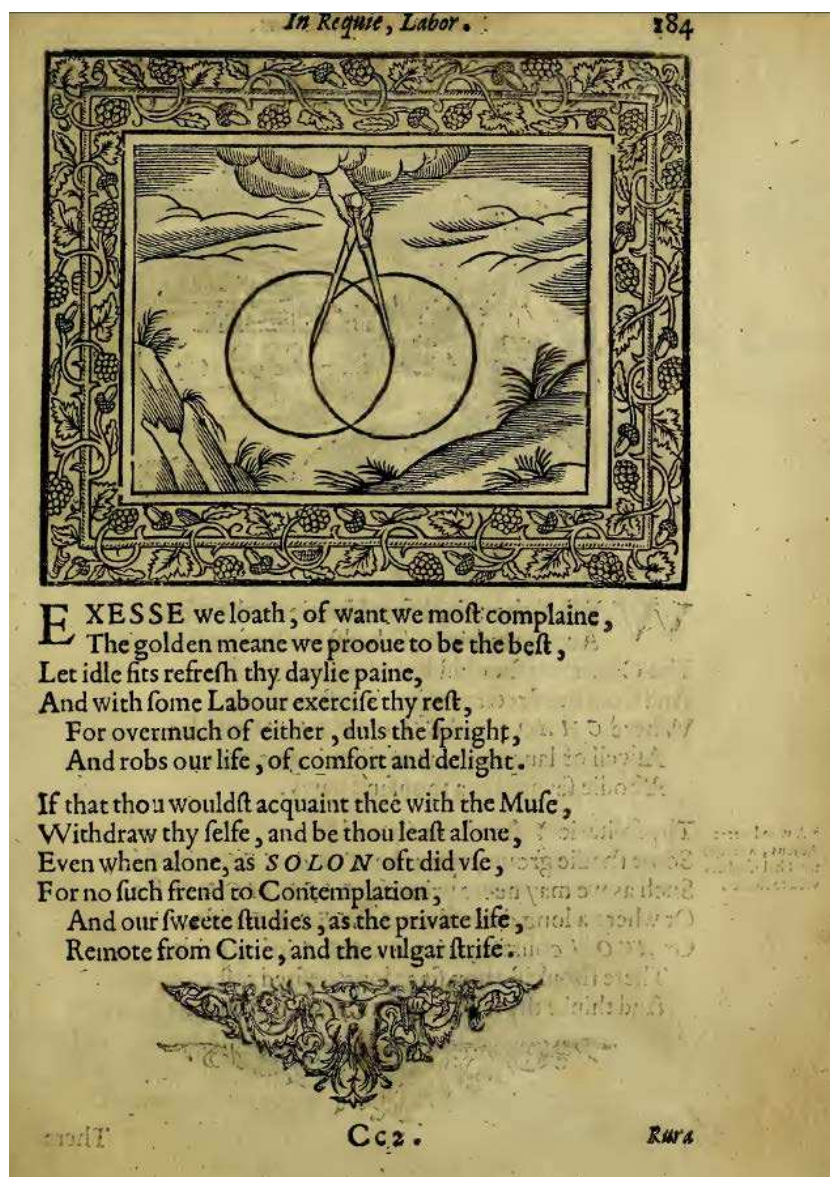 In Requie, Labor.
184
EXESSE we loath, of want we moſt complaine,
The golden meane we prooue to be the beſt,
Let idle fits refreſh thy daylie paine,
And with ſome Labour exerciſe thy reſt,
For overmuch of either, duls the ſpright,
And robs our life, of comfort and delight.
If that thou wouldſt acquaint thee with the Muſe,
Withdraw thy ſelfe, and be thou leaſt alone,
Even when alone, as SOLON oft did vſe,
For no ſuch frend to Contemplation,
And our ſweete ſtudies, as the private life,
Remote from Citie, and the vulgar ſtrife.
Cc2.
Rura